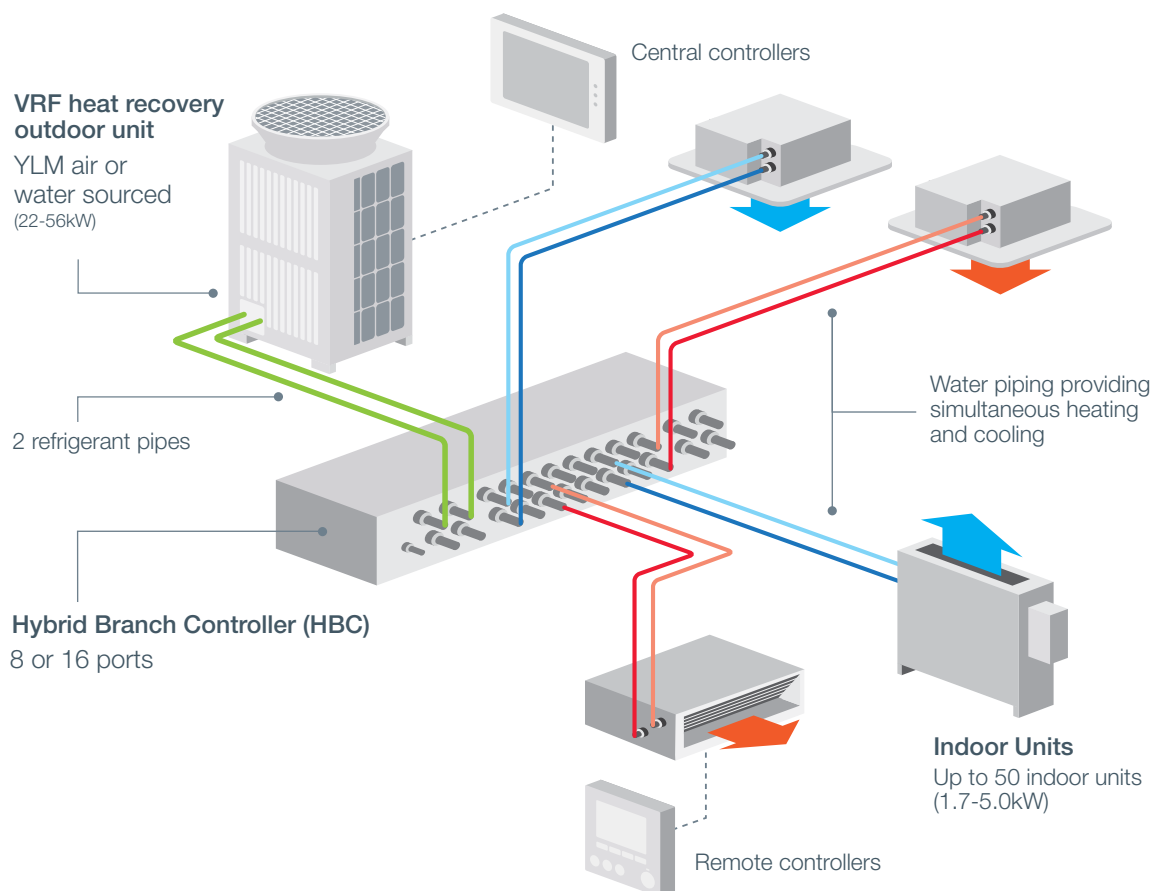 Central controllers
VRF heat recovery
outdoor unit
YLM air or
water sourced
(22-56kW)
2 refrigerant pipes
Water piping providing
simultaneous heating
and cooling
Hybrid Branch Controller (HBC)
8 or 16 ports
Indoor Units
Up to 50 indoor units
(1.7-5.0kW)
Remote controllers